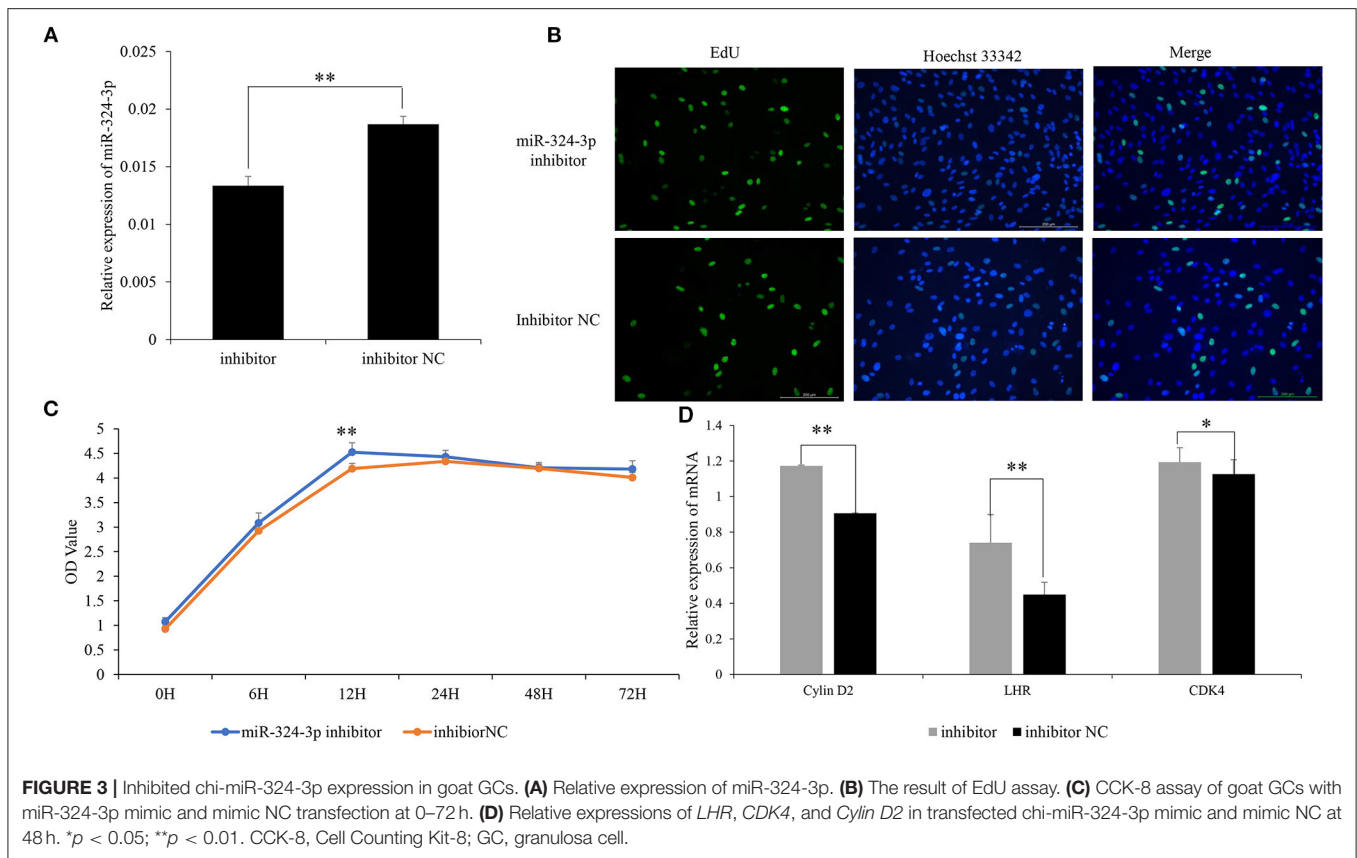 A
Relative expression of miR-324-3p
0.025
0.02
0.015
0.01
0.005
0
**
inhibitor
inhibitor NC
B
EdU
Hoechst 33342
Merge
miR-324-3p
inhibitor
Inhibitor NC
200 μm
C
OD Value
5
4.5
4
3.5
3
2.5
2
1.5
1
0.5
0
**
0H
6H
12H
24H
48H
72H
miR-324-3p inhibitor
inhibiorNC
D
Relative expression of mRNA
1.4
1.2
1
0.8
0.6
0.4
0.2
0
**
**
*
Cylin D2
LHR
CDK4
inhibitor
inhibitor NC
FIGURE 3 | Inhibited chi-miR-324-3p expression in goat GCs. (A) Relative expression of miR-324-3p. (B) The result of EdU assay. (C) CCK-8 assay of goat GCs with
miR-324-3p mimic and mimic NC transfection at 0–72 h. (D) Relative expressions of LHR, CDK4, and Cylin D2 in transfected chi-miR-324-3p mimic and mimic NC at
48 h. *p < 0.05; **p < 0.01. CCK-8, Cell Counting Kit-8; GC, granulosa cell.